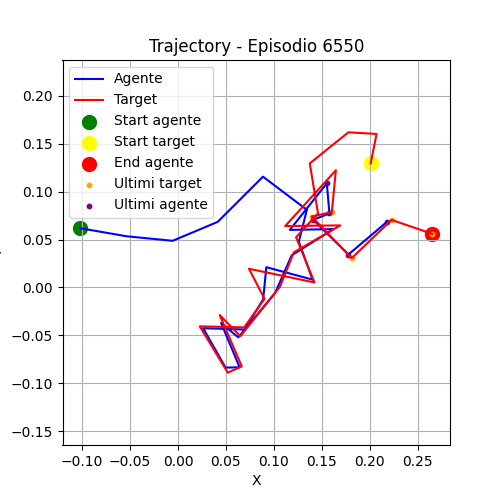 Trajectory - Episodio 6550
Agente
Target
Start agente
Start target
End agente
Ultimi target
Ultimi agente
0.20
0.15
0.10
0.05
0.00
−0.05
−0.10
−0.15
−0.10 −0.05 0.00 0.05 0.10 0.15 0.20 0.25
X